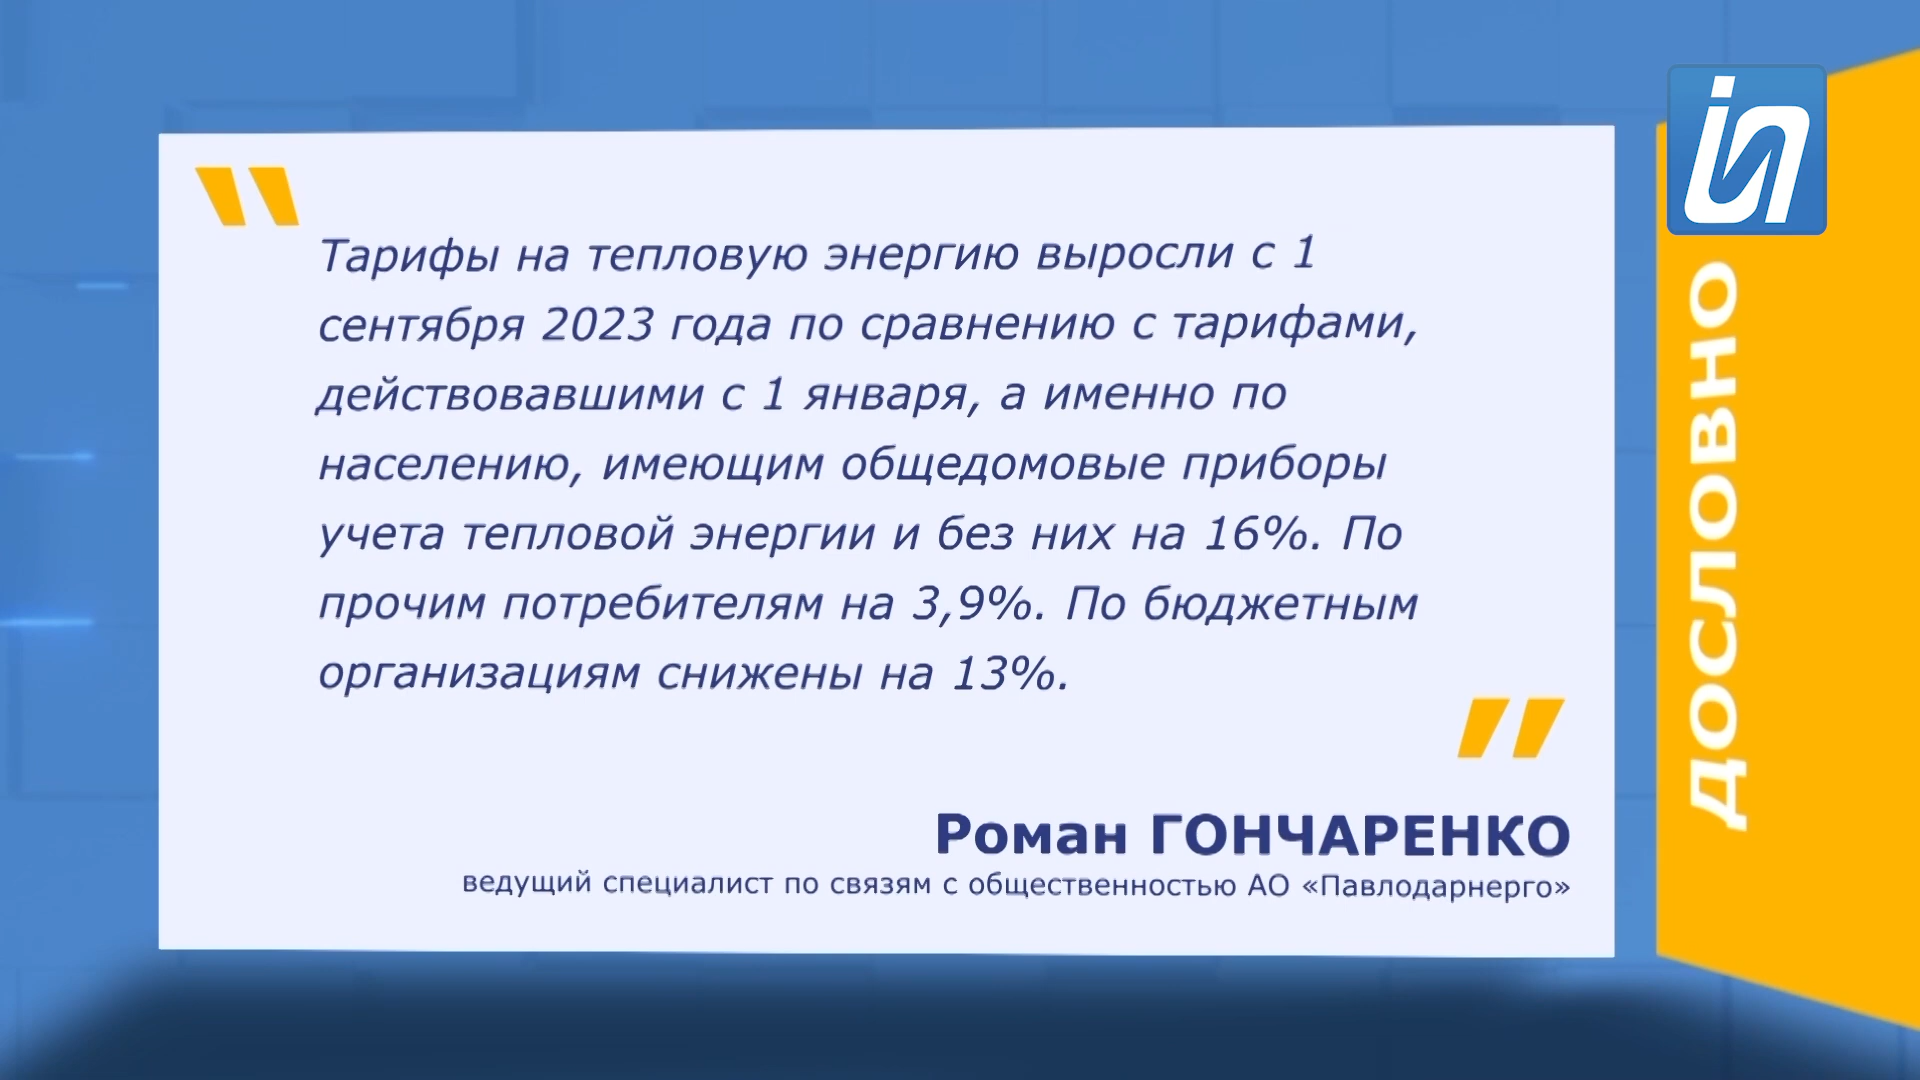 Тарифы на тепловую энергию выросли с 1
сентября 2023 года по сравнению с тарифами,
действовавшими с 1 января, а именно по
населению, имеющим общедомовые приборы
учета тепловой энергии и без них на 16%. По
прочим потребителям на 3,9%. По бюджетным
организациям снижены на 13%.
Роман ГОНЧАРЕНКО
ведущий специалист по связям с общественностью АО «Павлодарнерго»
ДОСЛОВНО